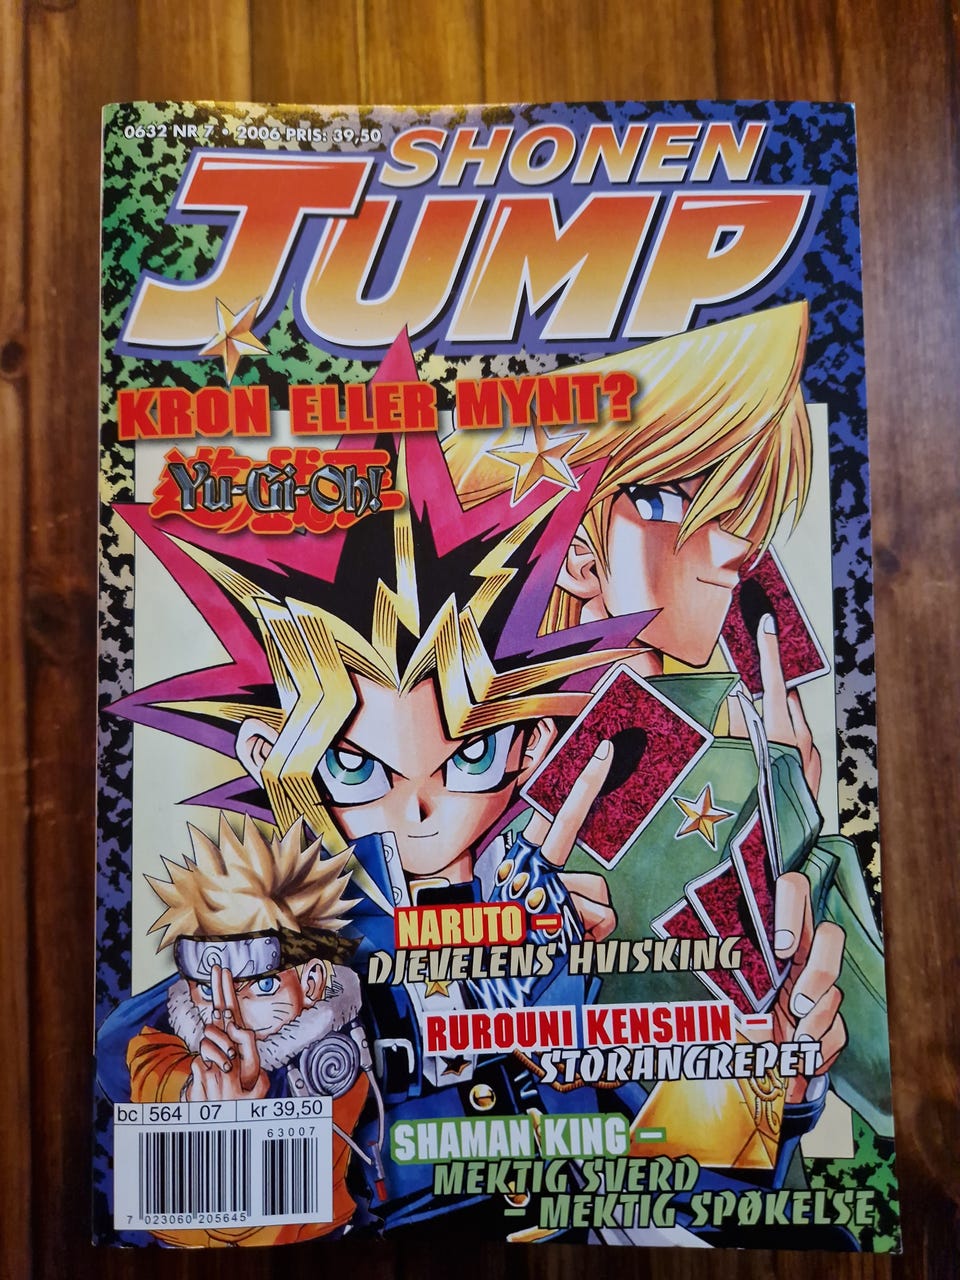 0632 NR 7 • 2006 PRIS: 39,50
SHONEN
JUMP
KRON ELLER MYNT?
Yu-Gi-Oh!
NARUTO –
DJEVELENS HVISKING
RUROUNI KENSHIN –
STORANGREPET
SHAMAN KING –
MEKTIG SVERD
– MEKTIG SPØKELSE
bc 564 07 kr 39,50
63007
7 023060 205645